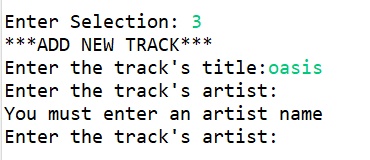 Enter Selection: 3
***ADD NEW TRACK***
Enter the track's title:oasis
Enter the track's artist:
You must enter an artist name
Enter the track's artist: